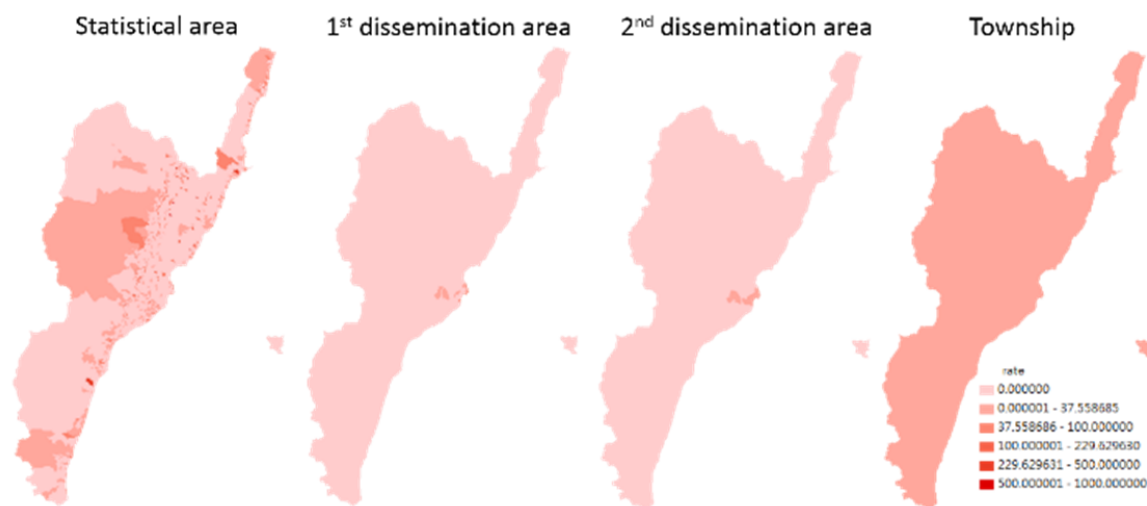 Statistical area
1st dissemination area
2nd dissemination area
Township
rate
0.000000
0.000001 - 37.558685
37.558686 - 100.000000
100.000001 - 229.629630
229.629631 - 500.000000
500.000001 - 1000.000000